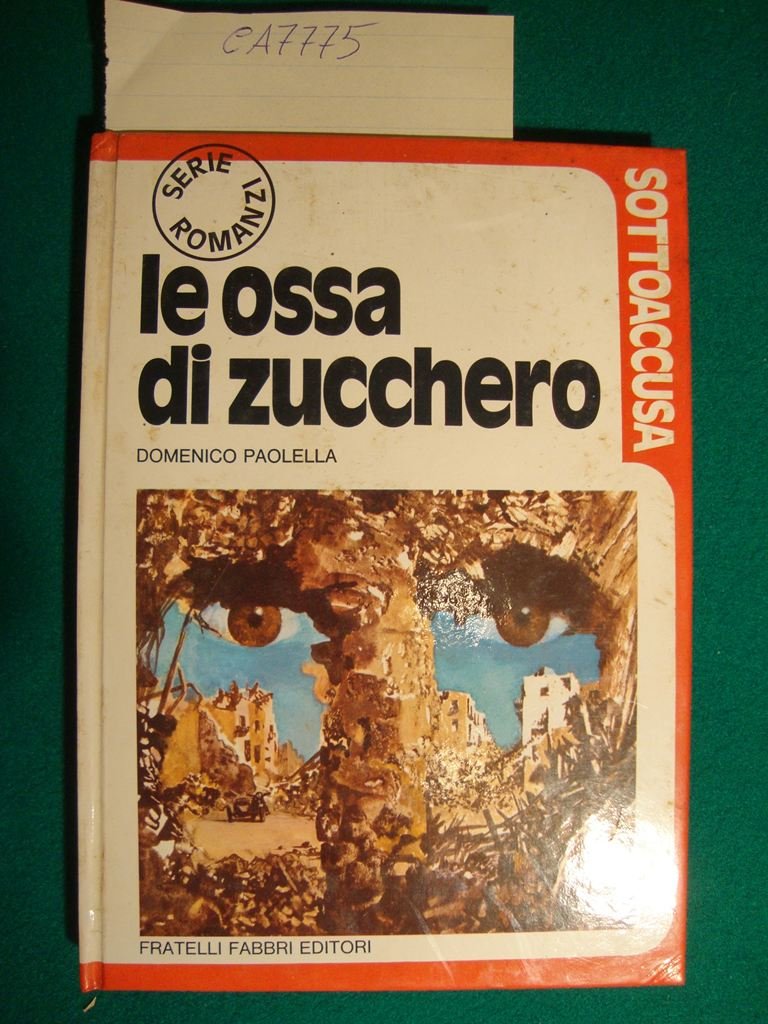 CA7775
SERIE
ROMANZI
SOTTOACCUSA
le ossa
di zucchero
DOMENICO PAOLELLA
FRATELLI FABBRI EDITORI